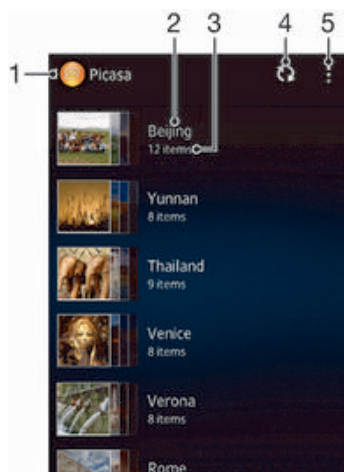 2 3 4 5
1 Picasa
Beijing
12 items
Yunnan
8 items
Thailand
9 items
Venice
8 items
Verona
8 items
Rome